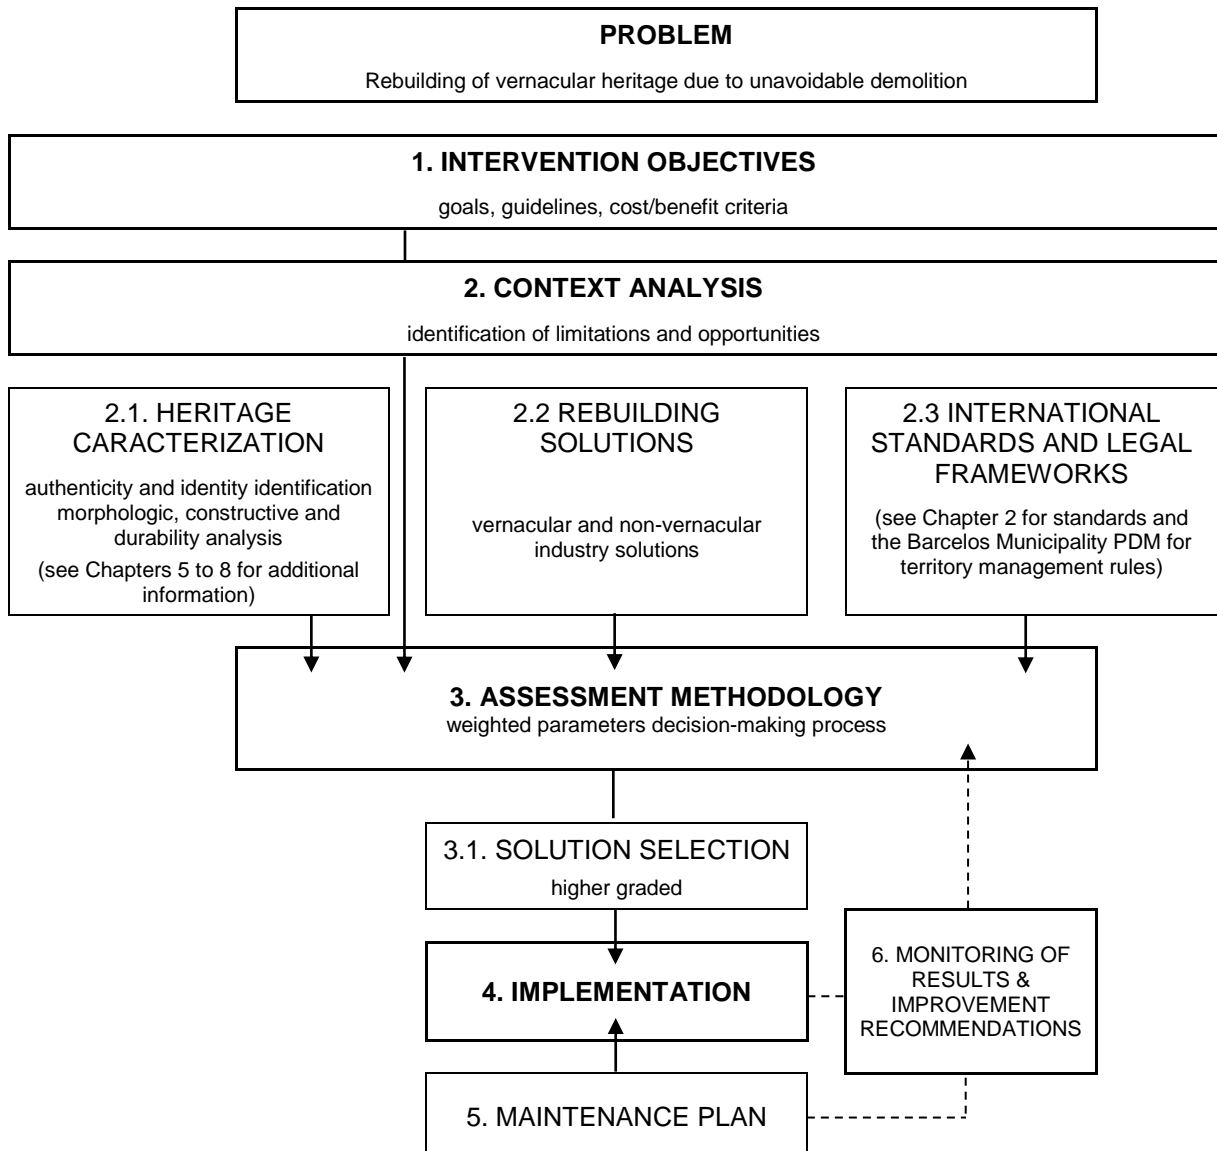 PROBLEM
Rebuilding of vernacular heritage due to unavoidable demolition
1. INTERVENTION OBJECTIVES
goals, guidelines, cost/benefit criteria
2. CONTEXT ANALYSIS
identification of limitations and opportunities
2.1. HERITAGE
CARACTERIZATION
authenticity and identity identification
morphologic, constructive and
durability analysis
(see Chapters 5 to 8 for additional
information)
2.2 REBUILDING
SOLUTIONS
vernacular and non-vernacular
industry solutions
2.3 INTERNATIONAL
STANDARDS AND LEGAL
FRAMEWORKS
(see Chapter 2 for standards and
the Barcelos Municipality PDM for
territory management rules)
3. ASSESSMENT METHODOLOGY
weighted parameters decision-making process
3.1. SOLUTION SELECTION
higher graded
4. IMPLEMENTATION
6. MONITORING OF
RESULTS &
IMPROVEMENT
RECOMMENDATIONS
5. MAINTENANCE PLAN